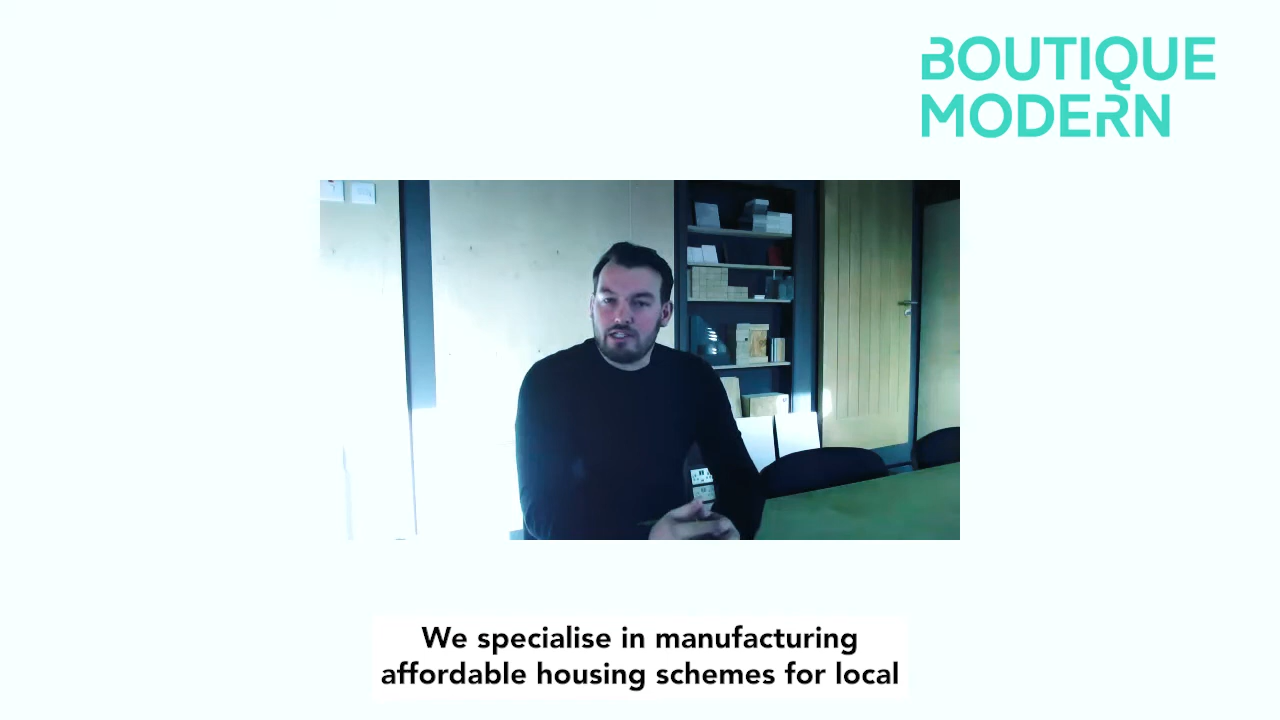 BOUTIQUE
MODERN
We specialise in manufacturing
affordable housing schemes for local